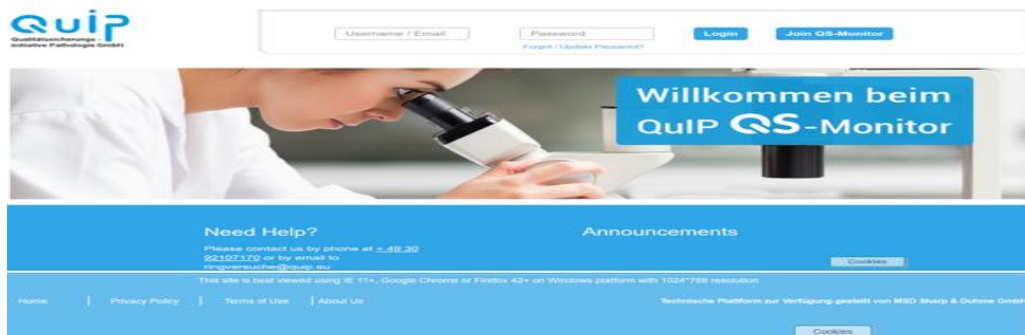 QuIP
Qualitätssicherungs -
Initiative Pathologie GmbH
Username / Email
Password
Login
Join QS-Monitor
Forgot / Update Password?
Willkommen beim
QuIP QS-Monitor
Need Help?
Please contact us by phone at + 49 30
92107170 or by email to
ringversuche@quip.eu
Announcements
Cookies
This site is best viewed using IE 11+, Google Chrome or Firefox 42+ on Windows platform with 1024*768 resolution
Home | Privacy Policy | Terms of Use | About Us
Technische Plattform zur Verfügung gestellt von MSD Sharp & Dohme GmbH
Cookies